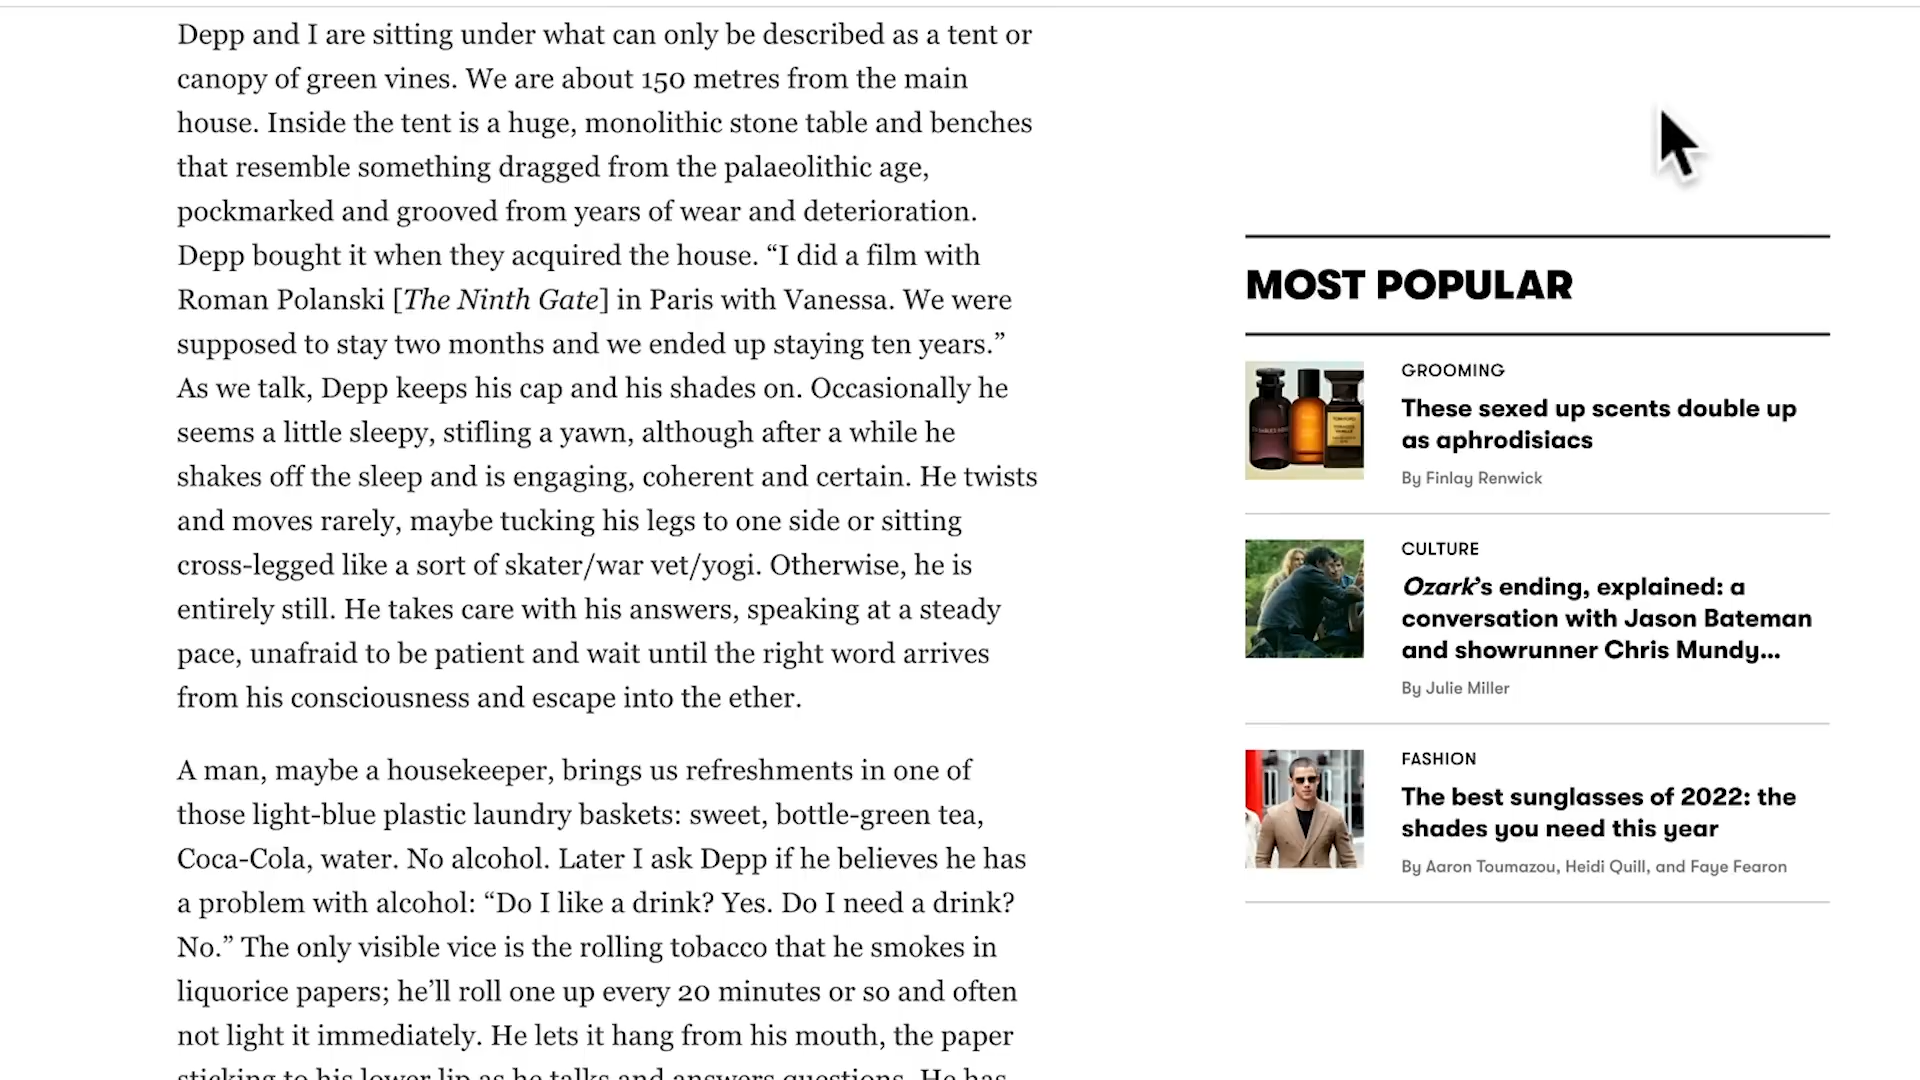 Depp and I are sitting under what can only be described as a tent or
canopy of green vines. We are about 150 metres from the main
house. Inside the tent is a huge, monolithic stone table and benches
that resemble something dragged from the palaeolithic age,
pockmarked and grooved from years of wear and deterioration.
Depp bought it when they acquired the house. “I did a film with
Roman Polanski [The Ninth Gate] in Paris with Vanessa. We were
supposed to stay two months and we ended up staying ten years.”
As we talk, Depp keeps his cap and his shades on. Occasionally he
seems a little sleepy, stifling a yawn, although after a while he
shakes off the sleep and is engaging, coherent and certain. He twists
and moves rarely, maybe tucking his legs to one side or sitting
cross-legged like a sort of skater/war vet/yogi. Otherwise, he is
entirely still. He takes care with his answers, speaking at a steady
pace, unafraid to be patient and wait until the right word arrives
from his consciousness and escape into the ether.
A man, maybe a housekeeper, brings us refreshments in one of
those light-blue plastic laundry baskets: sweet, bottle-green tea,
Coca-Cola, water. No alcohol. Later I ask Depp if he believes he has
a problem with alcohol: “Do I like a drink? Yes. Do I need a drink?
No.” The only visible vice is the rolling tobacco that he smokes in
liquorice papers; he’ll roll one up every 20 minutes or so and often
not light it immediately. He lets it hang from his mouth, the paper
sticking to his lower lip as he talks and answers questions. He has
MOST POPULAR
GROOMING
These sexed up scents double up
as aphrodisiacs
By Finlay Renwick
CULTURE
Ozark’s ending, explained: a
conversation with Jason Bateman
and showrunner Chris Mundy...
By Julie Miller
FASHION
The best sunglasses of 2022: the
shades you need this year
By Aaron Toumazou, Heidi Quill, and Faye Fearon